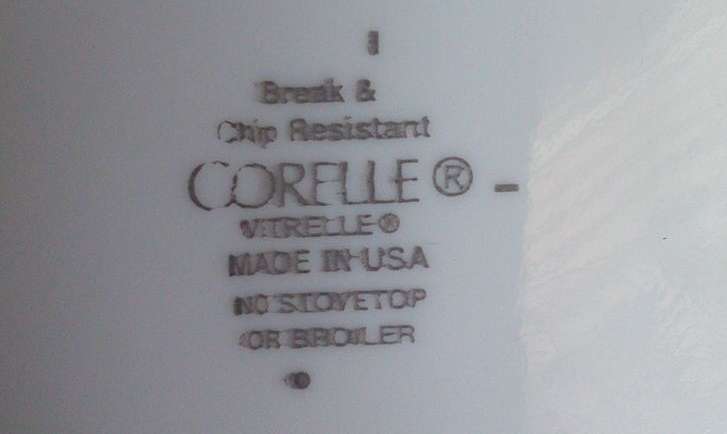 Break &
Chip Resistant
CORELLE® -
VITRELLE®
MADE IN USA
NO STOVETOP
OR BROILER